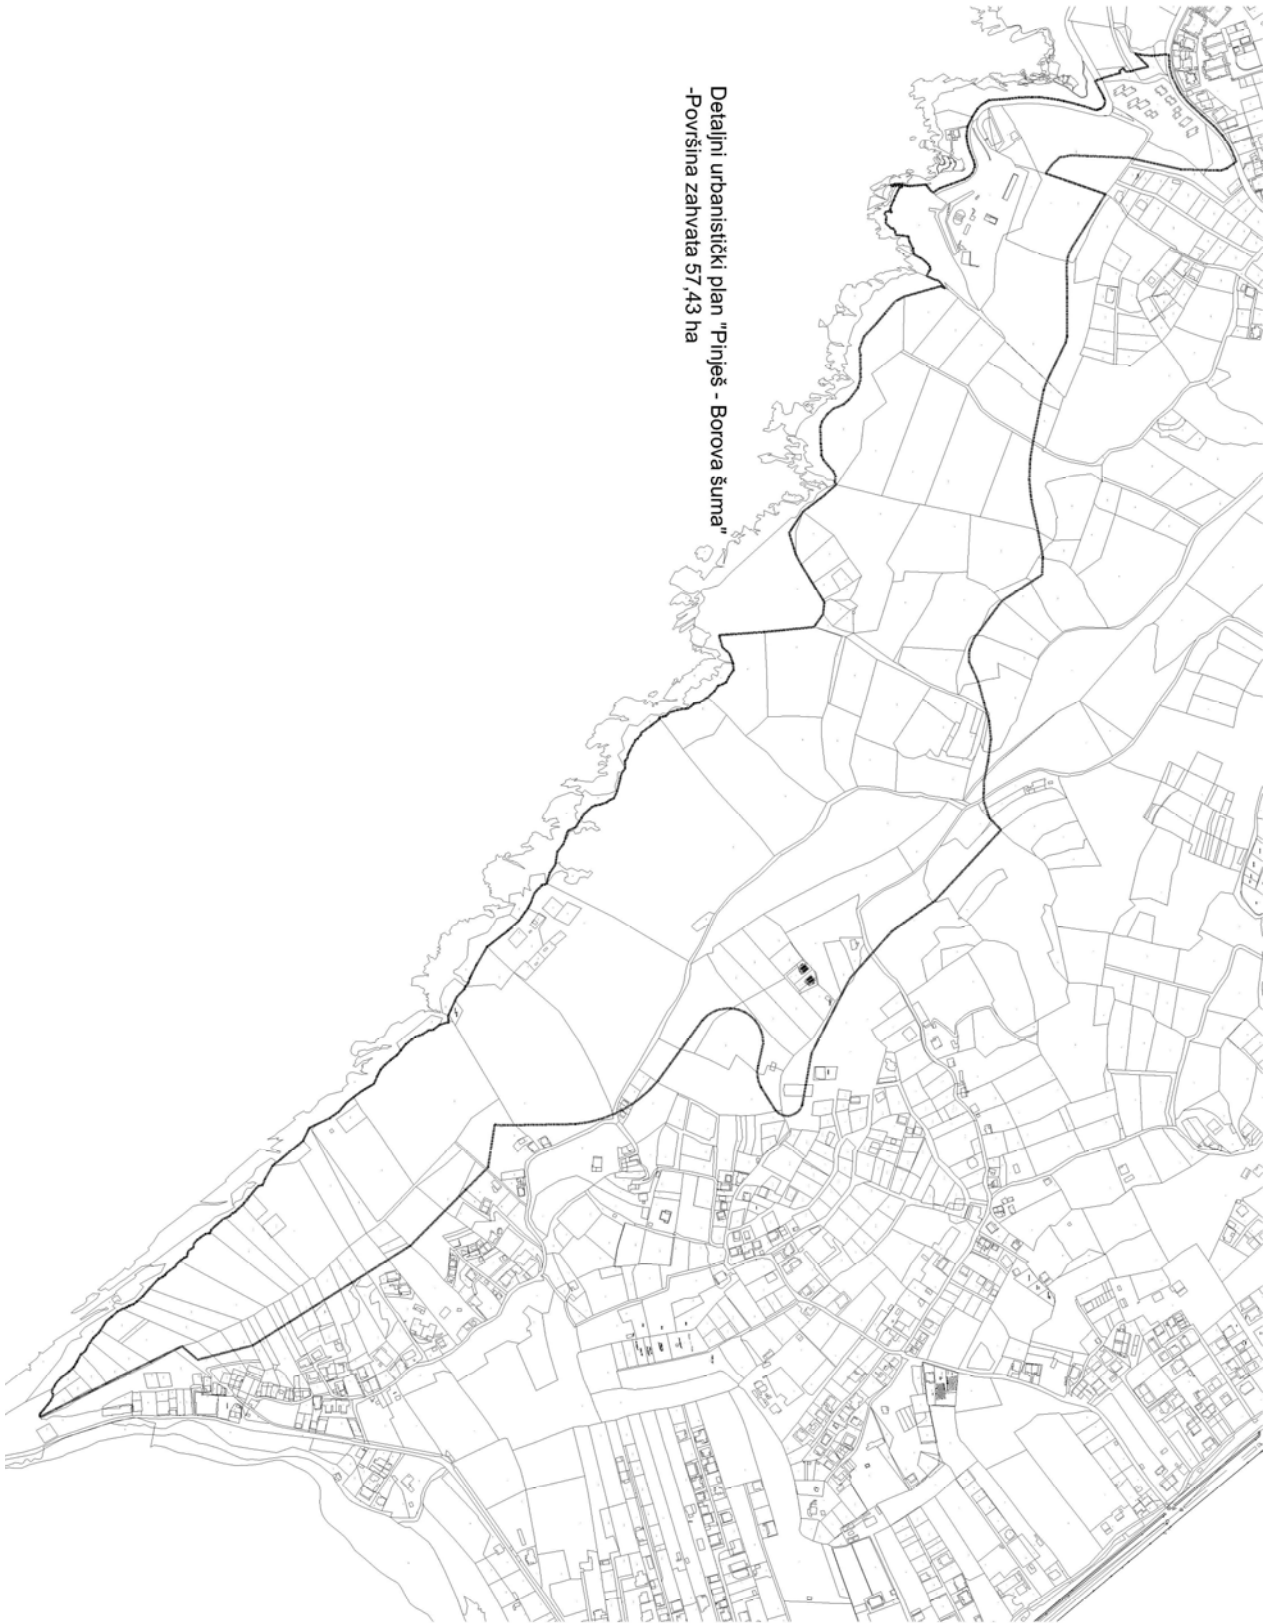 Detaljni urbanistički plan "Pinješ - Borova šuma"
-Površina zahvata 57,43 ha